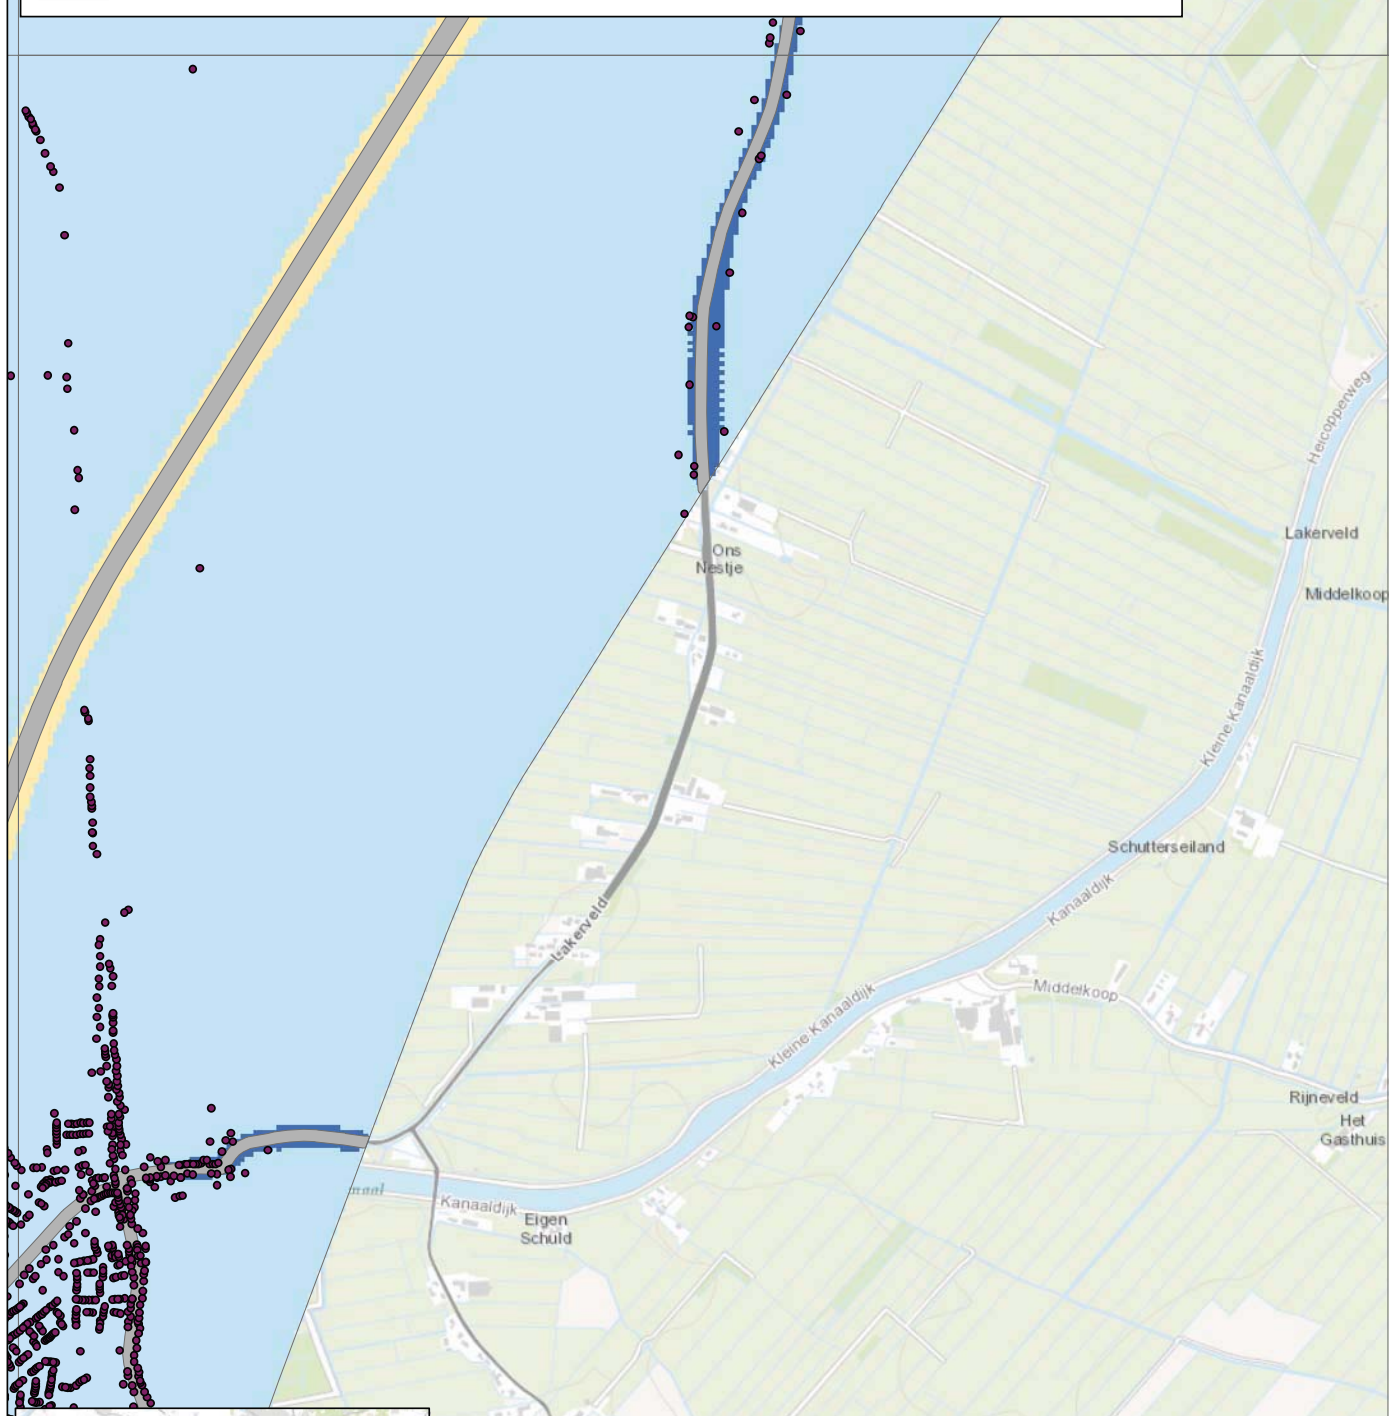 Heicopperweg
Lakerveld
Ons
Nestje
Middelkoop
Kleine Kanaaldijk
Schutterseiland
Kanaaldijk
Lakerveld
Middelkoop
Kleine Kanaaldijk
Rijneveld
Het
Gasthuis
Kanaaldijk
Eigen
Schuld